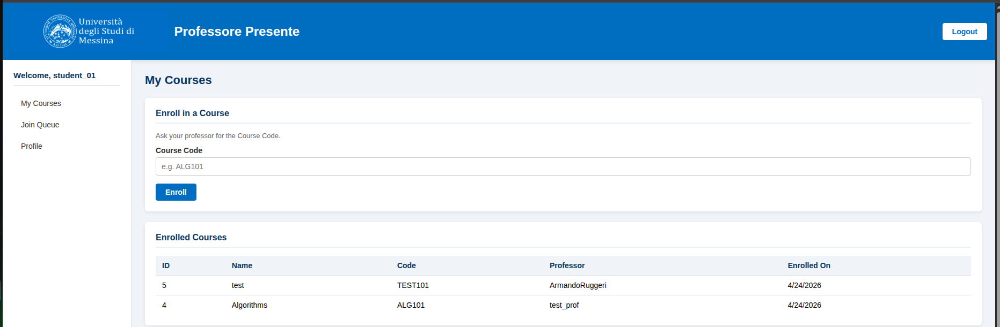 Università
degli Studi di
Messina
Professore Presente
Logout
Welcome, student_01
My Courses
Join Queue
Profile
My Courses
Enroll in a Course
Ask your professor for the Course Code.
Course Code
e.g. ALG101
Enroll
Enrolled Courses
ID Name Code Professor Enrolled On
5 test TEST101 ArmandoRuggeri 4/24/2026
4 Algorithms ALG101 test_prof 4/24/2026